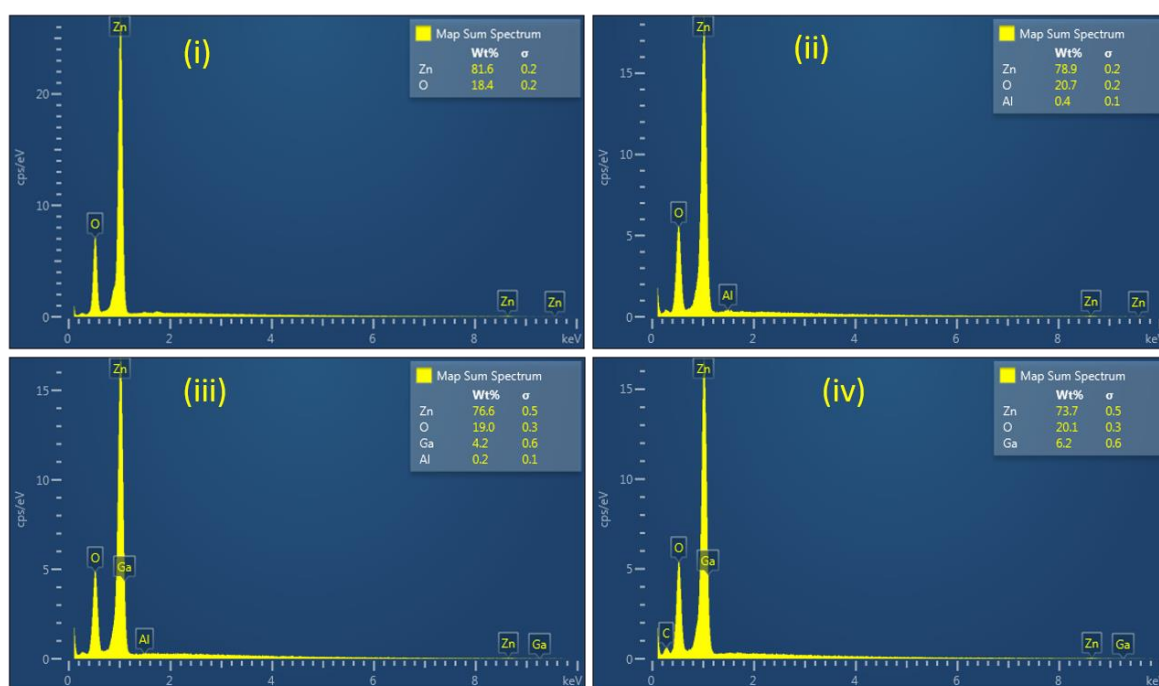 (i)
Zn
O
Zn
Zn
Map Sum Spectrum
Wt% σ
Zn 81.6 0.2
O 18.4 0.2
cps/eV
20
10
0
0 2 4 6 8 keV
(ii)
Zn
O
Al
Zn
Zn
Map Sum Spectrum
Wt% σ
Zn 78.9 0.2
O 20.7 0.2
Al 0.4 0.1
cps/eV
15
10
5
0
0 2 4 6 8 keV
(iii)
Zn
O
Ga
Al
Zn
Ga
Map Sum Spectrum
Wt% σ
Zn 76.6 0.5
O 19.0 0.3
Ga 4.2 0.6
Al 0.2 0.1
cps/eV
15
10
5
0
0 2 4 6 8 keV
(iv)
Zn
O
Ga
C
Zn
Ga
Map Sum Spectrum
Wt% σ
Zn 73.7 0.5
O 20.1 0.3
Ga 6.2 0.6
cps/eV
15
10
5
0
0 2 4 6 8 keV